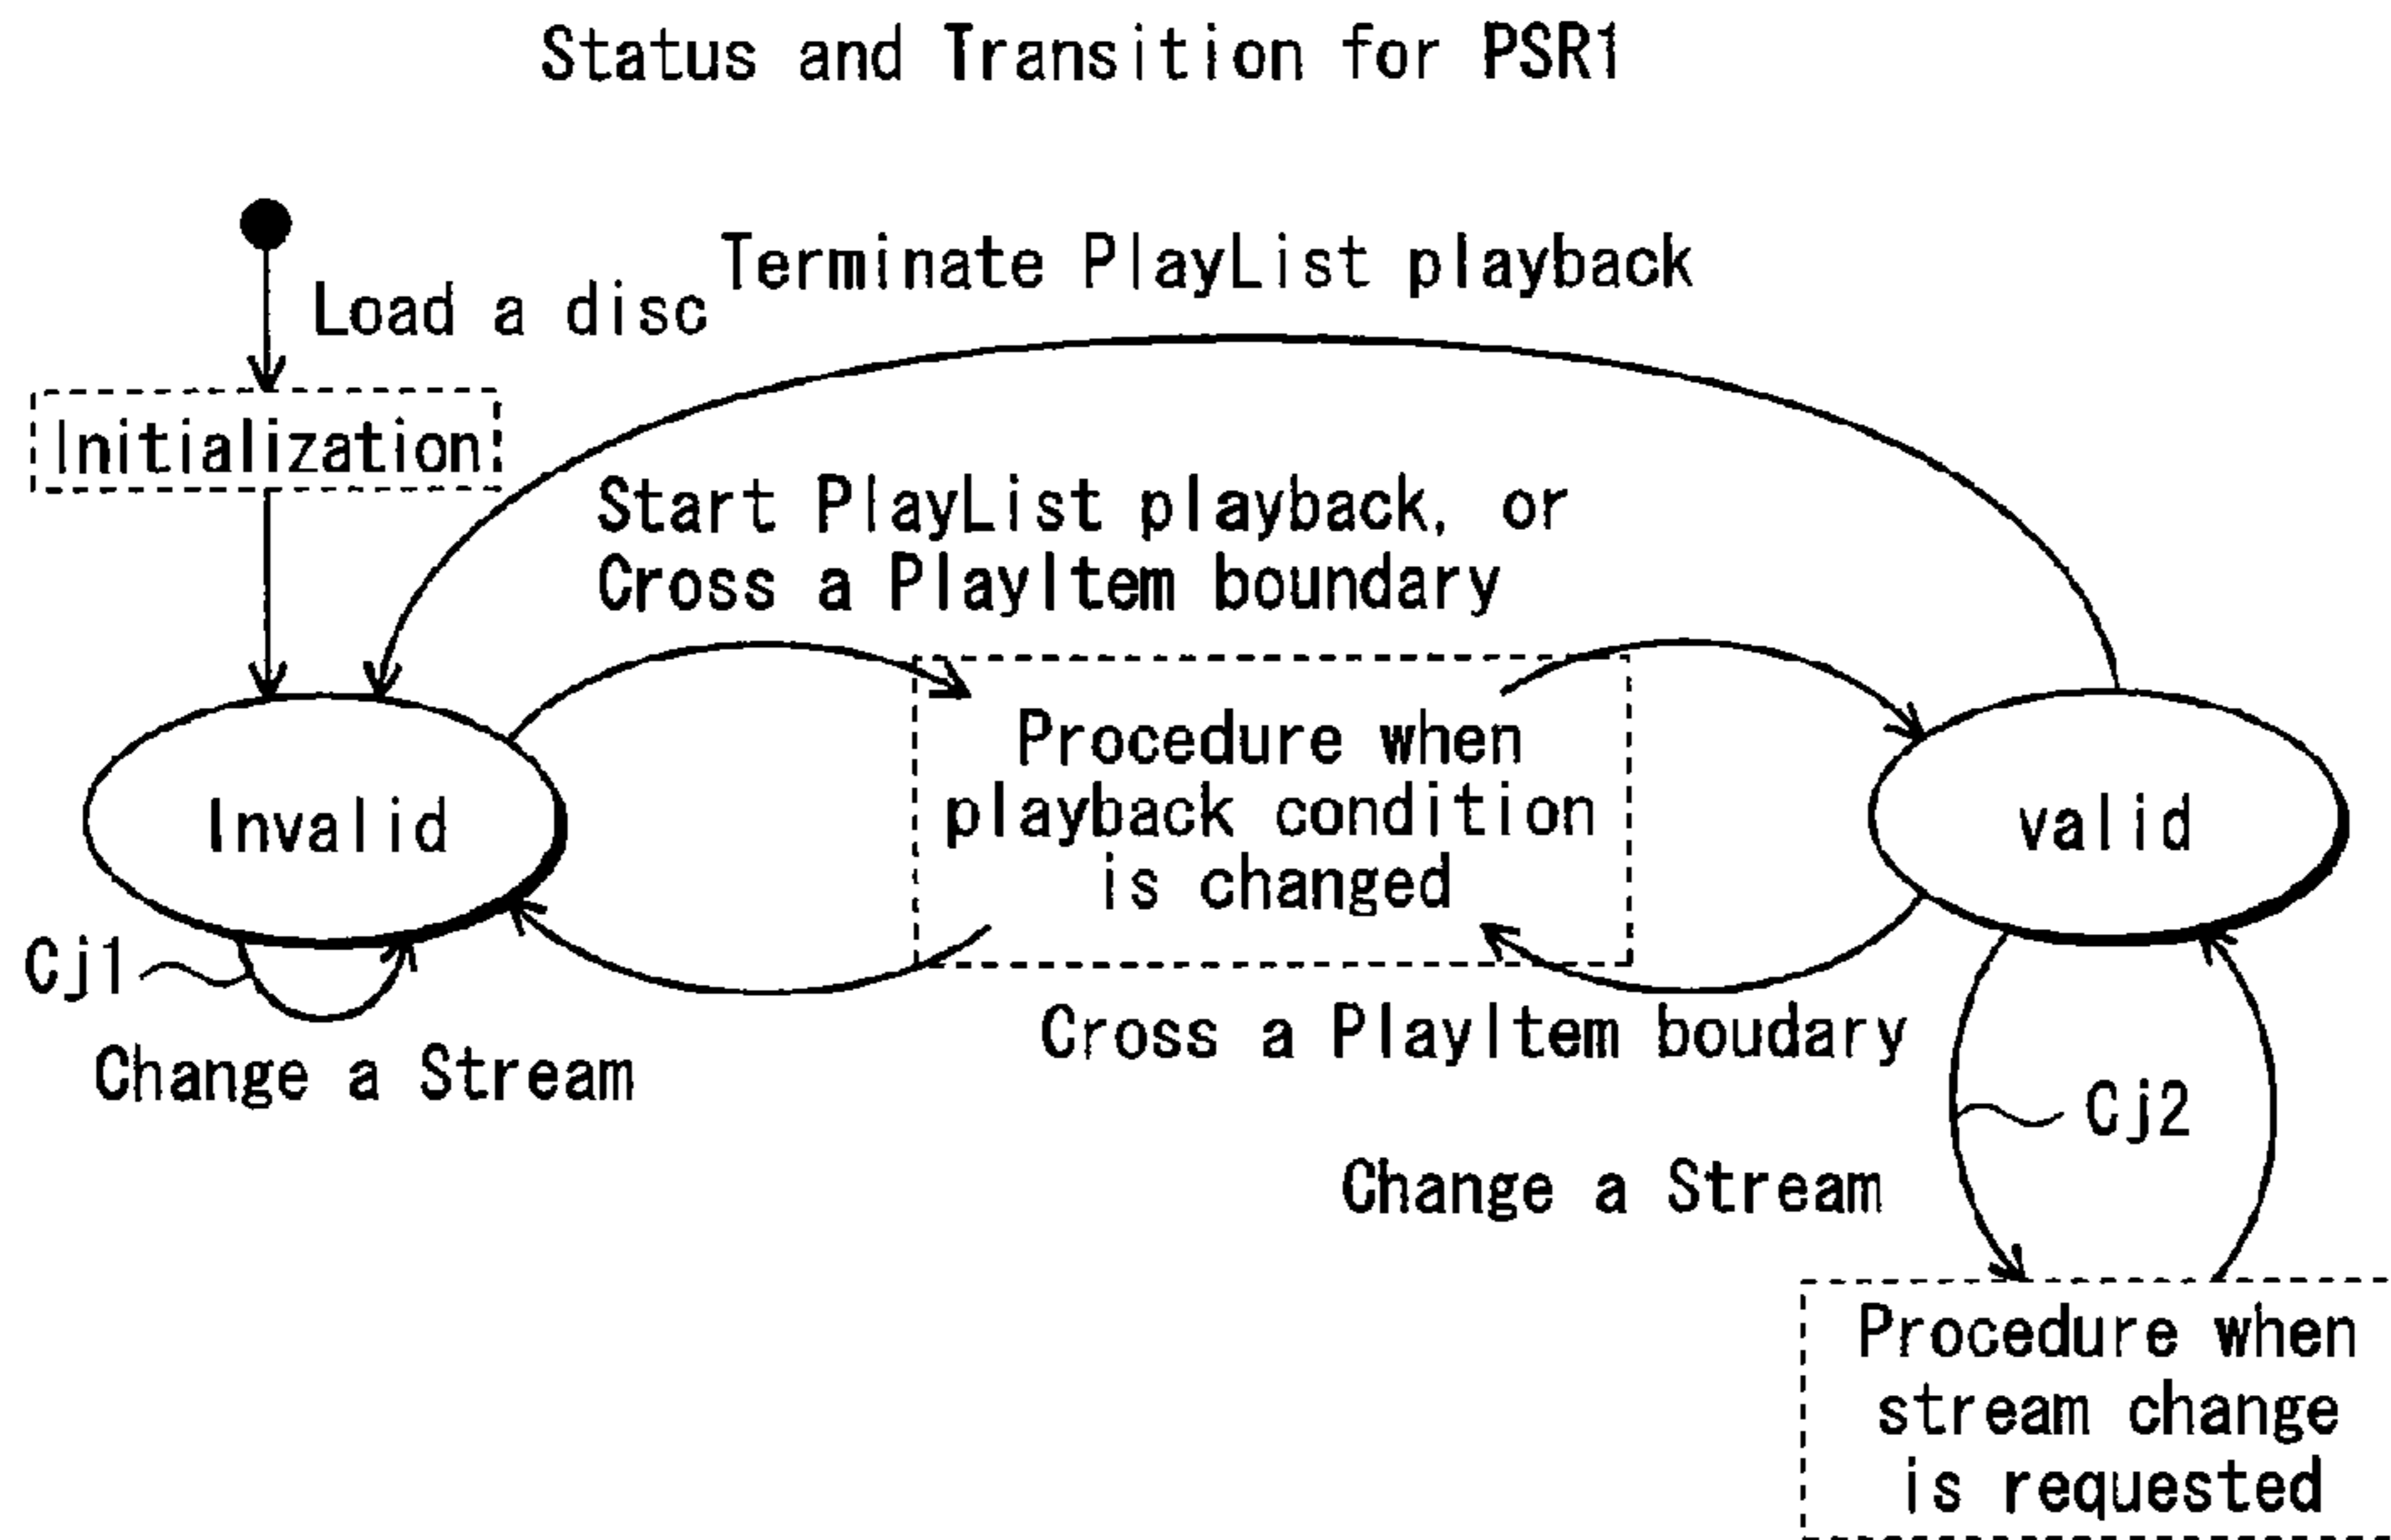 Status and Transition for PSR1
Load a disc
Terminate PlayList playback
Initialization
Start PlayList playback, or
Cross a PlayItem boundary
Invalid
Procedure when
playback condition
is changed
valid
Cj1
Change a Stream
Cross a PlayItem boudary
Cj2
Change a Stream
Procedure when
stream change
is requested